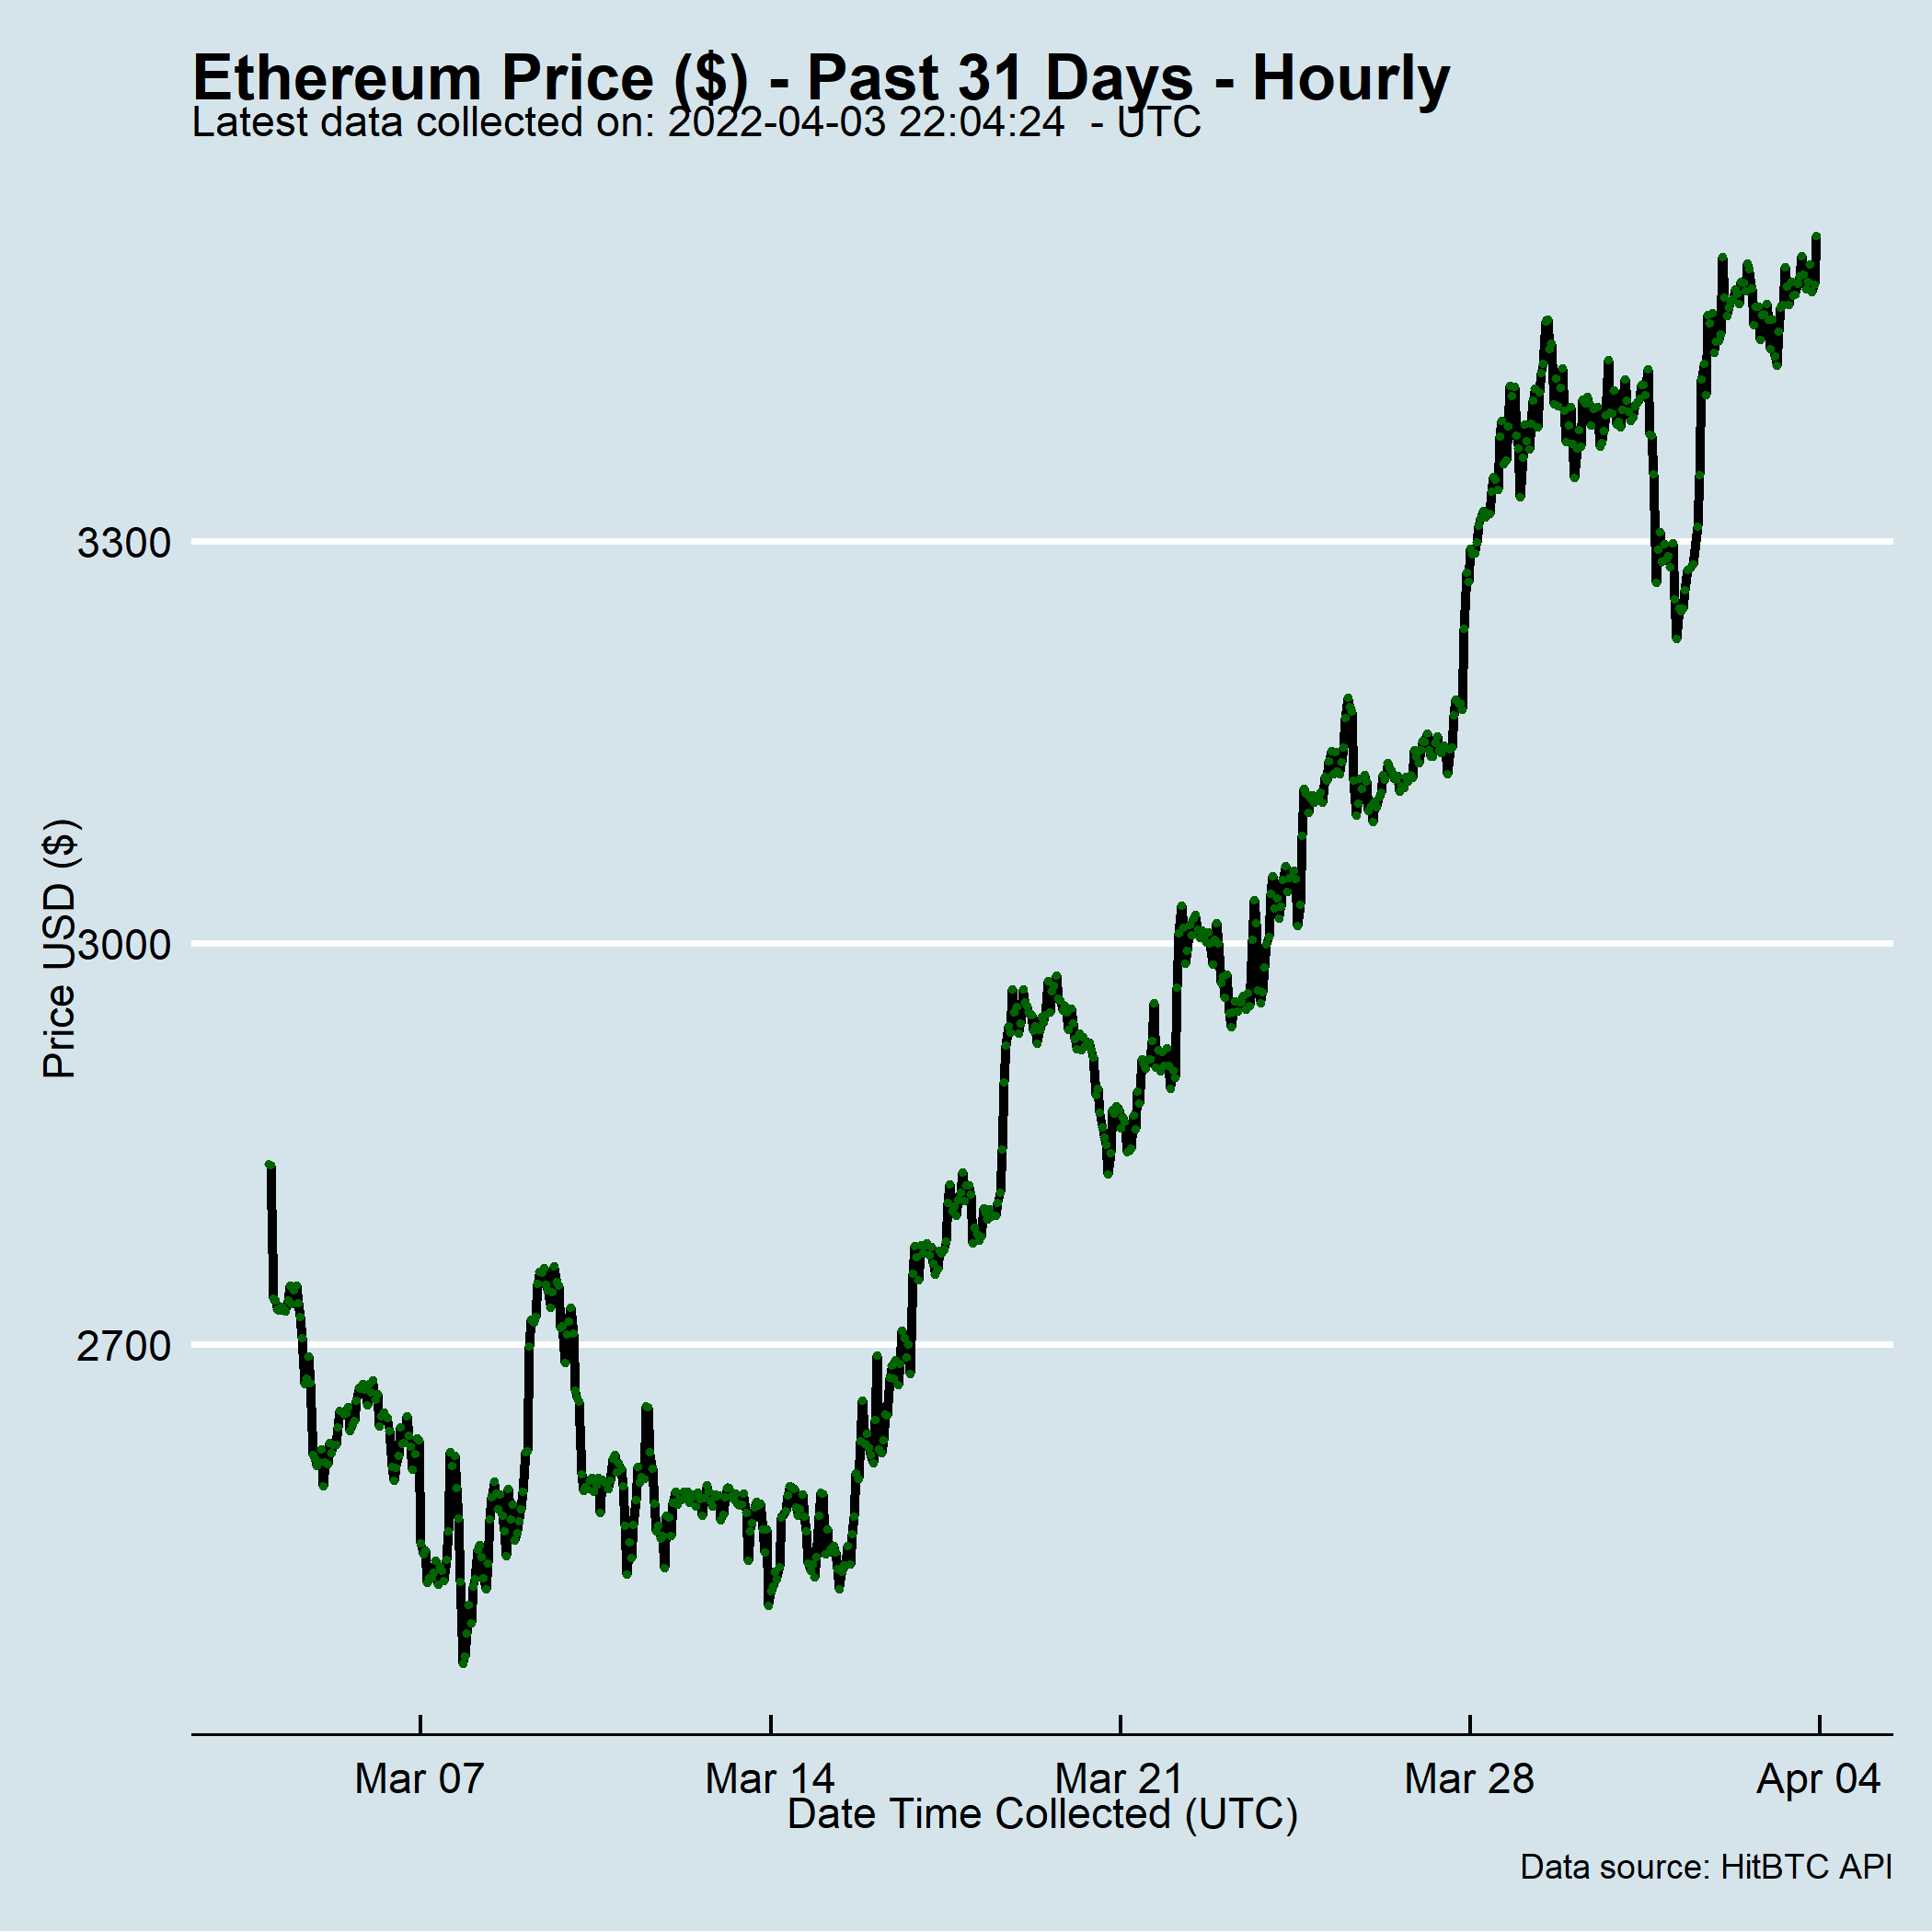 Ethereum Price ($) - Past 31 Days - Hourly
Latest data collected on: 2022-04-03 22:04:24  - UTC
3300
3000
2700
Price USD ($)
Mar 07
Mar 14
Mar 21
Mar 28
Apr 04
Date Time Collected (UTC)
Data source: HitBTC API